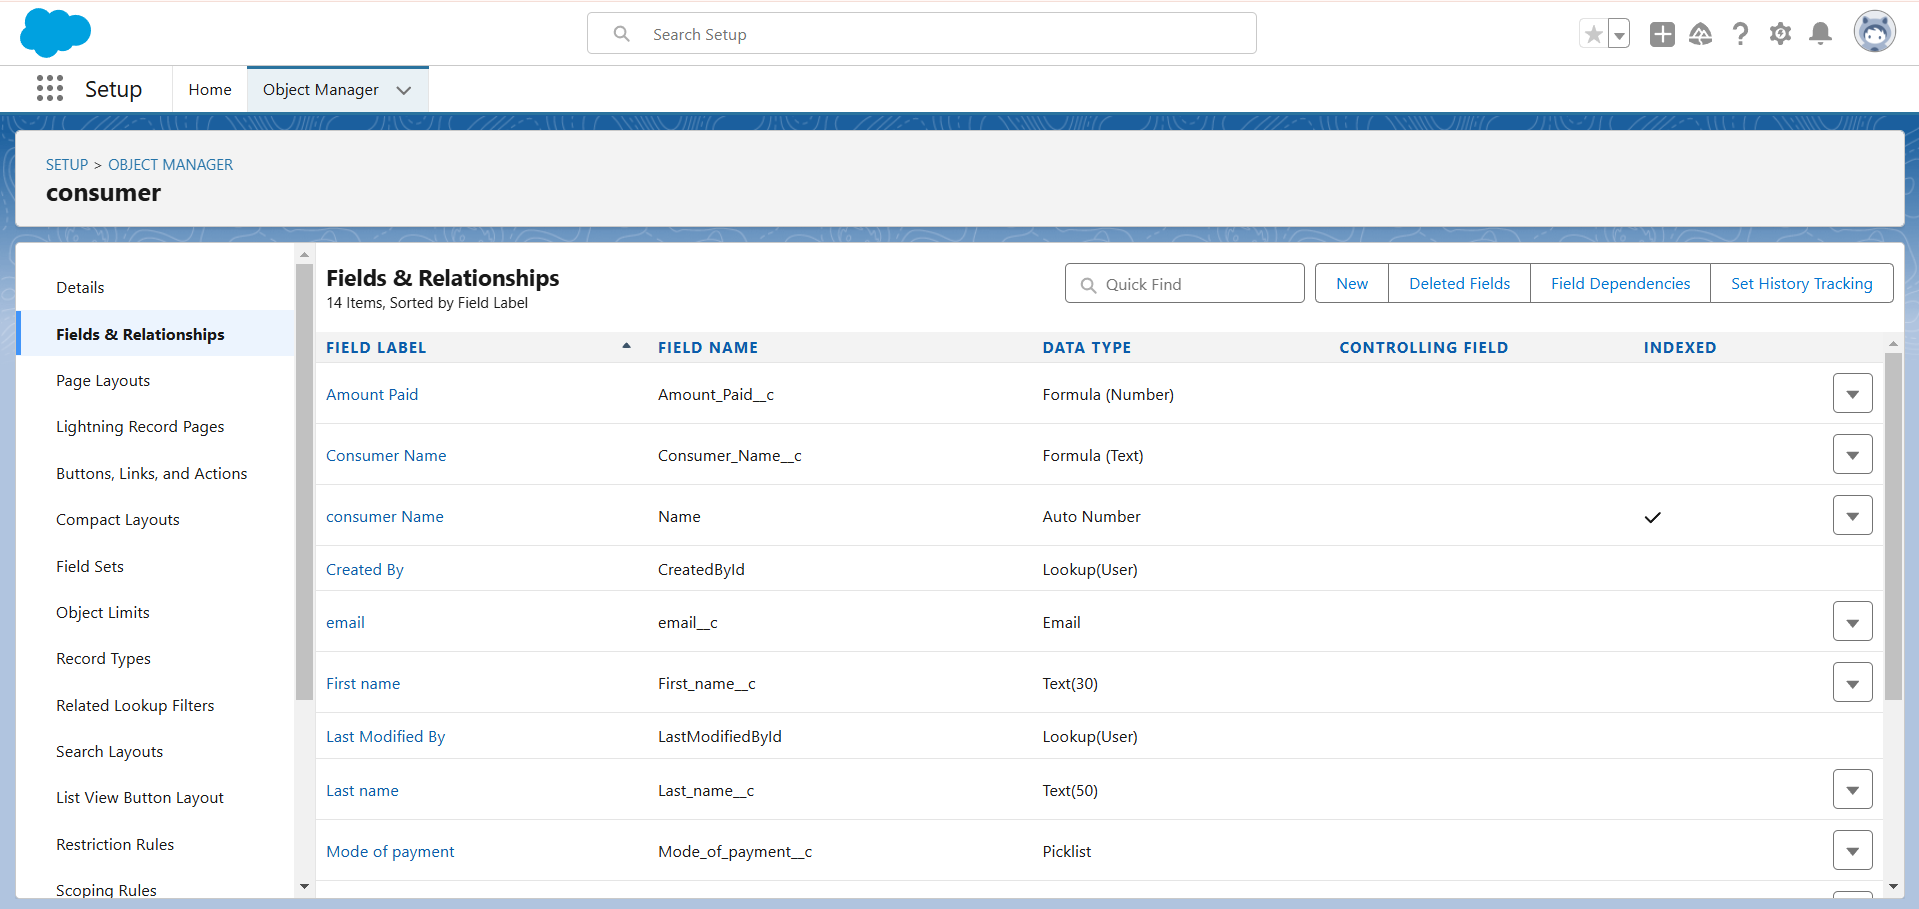 Search Setup
Setup
Home
Object Manager
SETUP > OBJECT MANAGER
consumer
Details
Fields & Relationships
Page Layouts
Lightning Record Pages
Buttons, Links, and Actions
Compact Layouts
Field Sets
Object Limits
Record Types
Related Lookup Filters
Search Layouts
List View Button Layout
Restriction Rules
Scoping Rules
Fields & Relationships
14 Items, Sorted by Field Label
Quick Find
New
Deleted Fields
Field Dependencies
Set History Tracking
FIELD LABEL FIELD NAME DATA TYPE CONTROLLING FIELD INDEXED
Amount Paid Amount_Paid__c Formula (Number)
Consumer Name Consumer_Name__c Formula (Text)
consumer Name Name Auto Number
Created By CreatedById Lookup(User)
email email__c Email
First name First_name__c Text(30)
Last Modified By LastModifiedById Lookup(User)
Last name Last_name__c Text(50)
Mode of payment Mode_of_payment__c Picklist